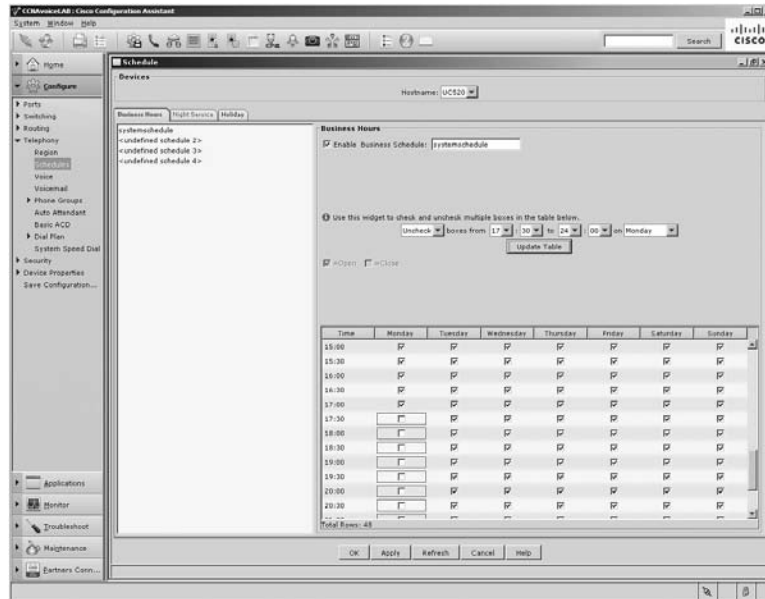 CCNAvoiceLAB : Cisco Configuration Assistant
System Window Help
Search
CISCO
Home
Configure
Ports
Switching
Routing
Telephony
Region
Schedules
Voice
Voicemail
Phone Groups
Auto Attendant
Basic ACD
Dial Plan
System Speed Dial
Security
Device Properties
Save Configuration...
Applications
Monitor
Troubleshoot
Maintenance
Partners Conn...
Schedule
Devices
Hostname: UC520
Business Hours Night Service Holiday
systemschedule
<undefined schedule 2>
<undefined schedule 3>
<undefined schedule 4>
Business Hours
Enable Business Schedule: systemschedule
Use this widget to check and uncheck multiple boxes in the table below.
Uncheck boxes from 17 : 30 to 24 : 00 on Monday
Update Table
=Open =Close
Time Monday Tuesday Wednesday Thursday Friday Saturday Sunday
15:00
15:30
16:00
16:30
17:00
17:30
18:00
18:30
19:00
19:30
20:00
20:30
Total Rows: 48
OK Apply Refresh Cancel Help